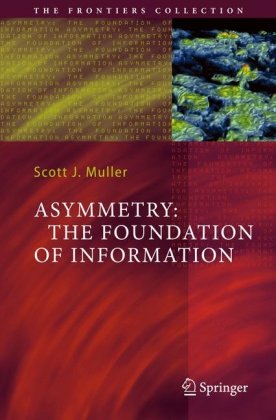 THE FRONTIERS COLLECTION
Scott J. Muller
ASYMMETRY:
THE FOUNDATION
OF INFORMATION
Springer